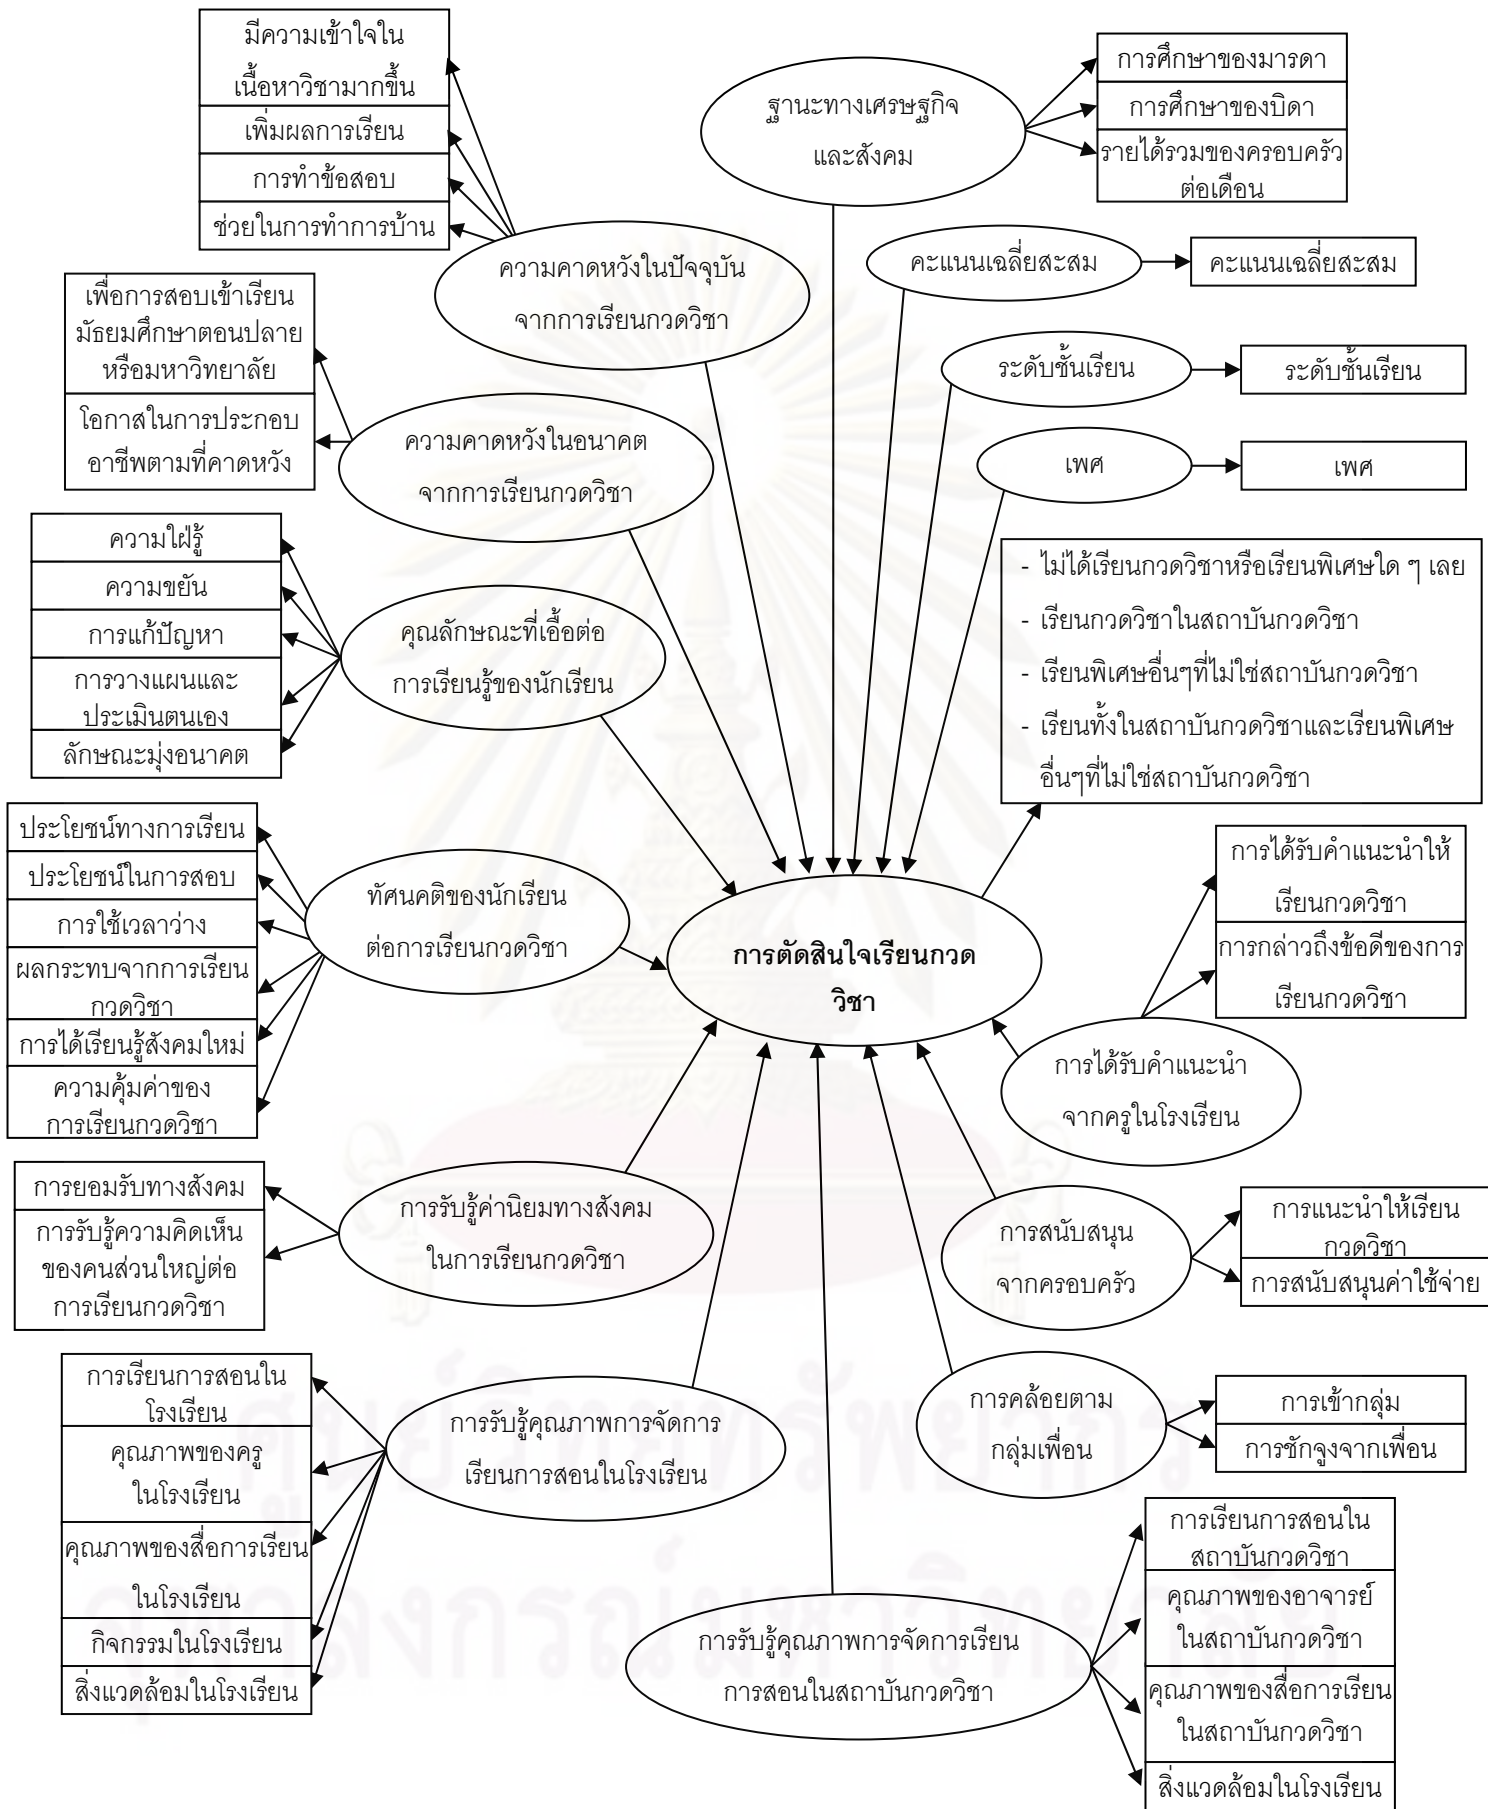 มีความเข้าใจใน
เนื้อหาวิชามากขึ้น
เพิ่มผลการเรียน
การทำข้อสอบ
ช่วยในการทำการบ้าน
ฐานะทางเศรษฐกิจ
และสังคม
การศึกษาของมารดา
การศึกษาของบิดา
รายได้รวมของครอบครัว
ต่อเดือน
ความคาดหวังในปัจจุบัน
จากการเรียนกวดวิชา
คะแนนเฉลี่ยสะสม
คะแนนเฉลี่ยสะสม
เพื่อการสอบเข้าเรียน
มัธยมศึกษาตอนปลาย
หรือมหาวิทยาลัย
โอกาสในการประกอบ
อาชีพตามที่คาดหวัง
ความคาดหวังในอนาคต
จากการเรียนกวดวิชา
ระดับชั้นเรียน
ระดับชั้นเรียน
เพศ
เพศ
ความใฝ่รู้
ความขยัน
การแก้ปัญหา
การวางแผนและ
ประเมินตนเอง
ลักษณะมุ่งอนาคต
คุณลักษณะที่เอื้อต่อ
การเรียนรู้ของนักเรียน
- ไม่ได้เรียนกวดวิชาหรือเรียนพิเศษใด ๆ เลย
- เรียนกวดวิชาในสถาบันกวดวิชา
- เรียนพิเศษอื่นๆที่ไม่ใช่สถาบันกวดวิชา
- เรียนทั้งในสถาบันกวดวิชาและเรียนพิเศษ
อื่นๆที่ไม่ใช่สถาบันกวดวิชา
ประโยชน์ทางการเรียน
ประโยชน์ในการสอบ
การใช้เวลาว่าง
ผลกระทบจากการเรียน
กวดวิชา
การได้เรียนรู้สังคมใหม่
ความคุ้มค่าของ
การเรียนกวดวิชา
ทัศนคติของนักเรียน
ต่อการเรียนกวดวิชา
การตัดสินใจเรียนกวด
วิชา
การได้รับคำแนะนำให้
เรียนกวดวิชา
การกล่าวถึงข้อดีของการ
เรียนกวดวิชา
การได้รับคำแนะนำ
จากครูในโรงเรียน
การยอมรับทางสังคม
การรับรู้ความคิดเห็น
ของคนส่วนใหญ่ต่อ
การเรียนกวดวิชา
การรับรู้ค่านิยมทางสังคม
ในการเรียนกวดวิชา
การสนับสนุน
จากครอบครัว
การแนะนำให้เรียน
กวดวิชา
การสนับสนุนค่าใช้จ่าย
การเรียนการสอนใน
โรงเรียน
คุณภาพของครู
ในโรงเรียน
คุณภาพของสื่อการเรียน
ในโรงเรียน
กิจกรรมในโรงเรียน
สิ่งแวดล้อมในโรงเรียน
การรับรู้คุณภาพการจัดการ
เรียนการสอนในโรงเรียน
การคล้อยตาม
กลุ่มเพื่อน
การเข้ากลุ่ม
การชักจูงจากเพื่อน
การรับรู้คุณภาพการจัดการเรียน
การสอนในสถาบันกวดวิชา
การเรียนการสอนใน
สถาบันกวดวิชา
คุณภาพของอาจารย์
ในสถาบันกวดวิชา
คุณภาพของสื่อการเรียน
ในสถาบันกวดวิชา
สิ่งแวดล้อมในโรงเรียน
ศูนย์วิทยทรัพยากร
จุฬาลงกรณ์มหาวิทยาลัย